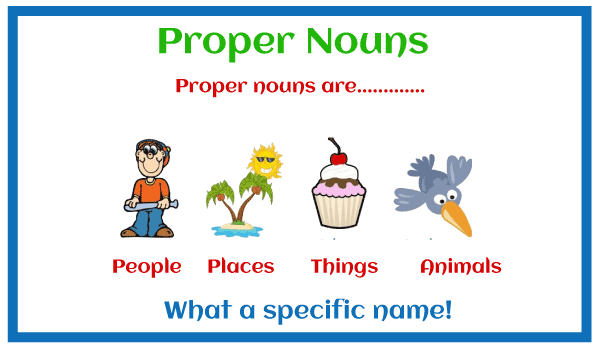 Proper Nouns
Proper nouns are.............
People Places Things Animals
What a specific name!